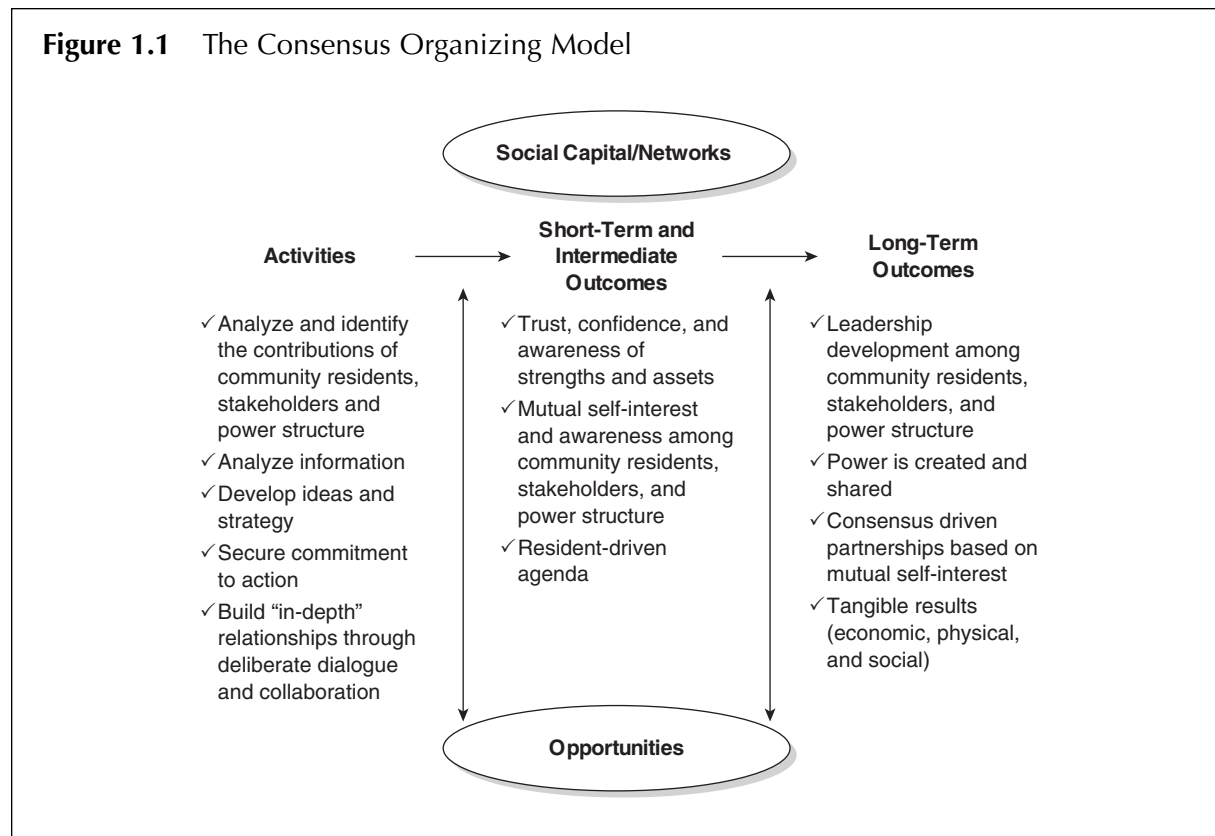 Figure 1.1 The Consensus Organizing Model
Social Capital/Networks
Activities
✓Analyze and identify
the contributions of
community residents,
stakeholders and
power structure
✓Analyze information
✓Develop ideas and
strategy
✓Secure commitment
to action
✓Build “in-depth”
relationships through
deliberate dialogue
and collaboration
Short-Term and
Intermediate
Outcomes
✓Trust, confidence, and
awareness of
strengths and assets
✓Mutual self-interest
and awareness among
community residents,
stakeholders, and
power structure
✓Resident-driven
agenda
Long-Term
Outcomes
✓Leadership
development among
community residents,
stakeholders, and
power structure
✓Power is created and
shared
✓Consensus driven
partnerships based on
mutual self-interest
✓Tangible results
(economic, physical,
and social)
Opportunities